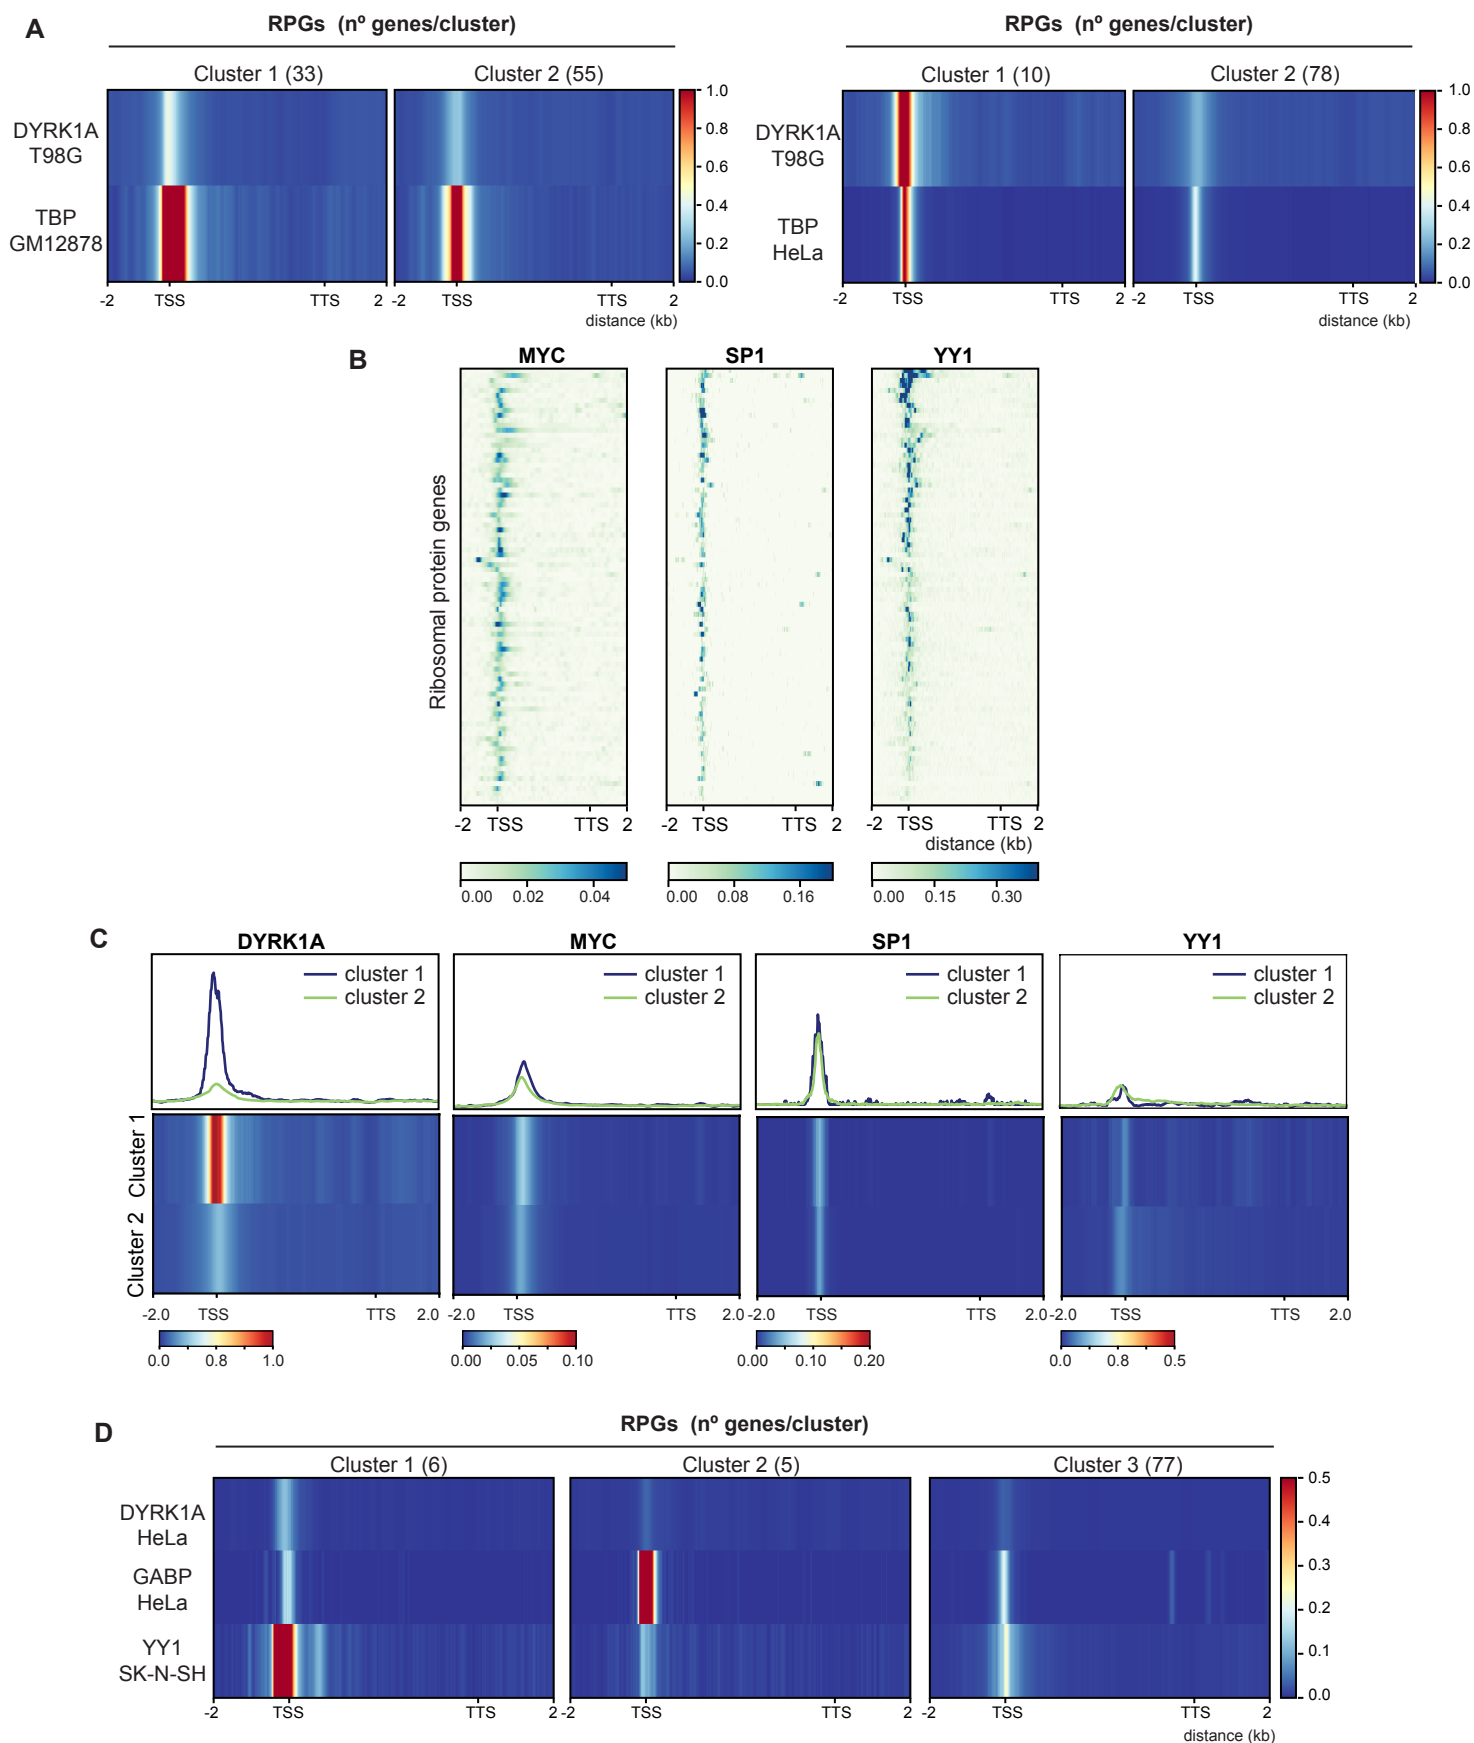 A
RPGs (nº genes/cluster)
RPGs (nº genes/cluster)
Cluster 1 (33)
Cluster 2 (55)
Cluster 1 (10)
Cluster 2 (78)
DYRK1A
T98G
TBP
GM12878
1.0
0.8
0.6
0.4
0.2
0.0
DYRK1A
T98G
TBP
HeLa
1.0
0.8
0.6
0.4
0.2
0.0
-2 TSS TTS 2 -2 TSS TTS 2
distance (kb)
-2 TSS TTS 2 -2 TSS TTS 2
distance (kb)
B
MYC
SP1
YY1
Ribosomal protein genes
-2 TSS TTS 2
-2 TSS TTS 2
-2 TSS TTS 2
distance (kb)
0.00 0.02 0.04
0.00 0.08 0.16
0.00 0.15 0.30
C
DYRK1A
MYC
SP1
YY1
cluster 1
cluster 2
cluster 1
cluster 2
cluster 1
cluster 2
cluster 1
cluster 2
Cluster 1
Cluster 2
-2.0 TSS TTS 2.0
-2.0 TSS TTS 2.0
-2.0 TSS TTS 2.0
-2.0 TSS TTS 2.0
0.0 0.8 1.0
0.00 0.05 0.10
0.00 0.10 0.20
0.0 0.8 0.5
D
RPGs (nº genes/cluster)
Cluster 1 (6)
Cluster 2 (5)
Cluster 3 (77)
DYRK1A
HeLa
GABP
HeLa
YY1
SK-N-SH
0.5
0.4
0.3
0.2
0.1
0.0
-2 TSS TTS 2
-2 TSS TTS 2
-2 TSS TTS 2
distance (kb)